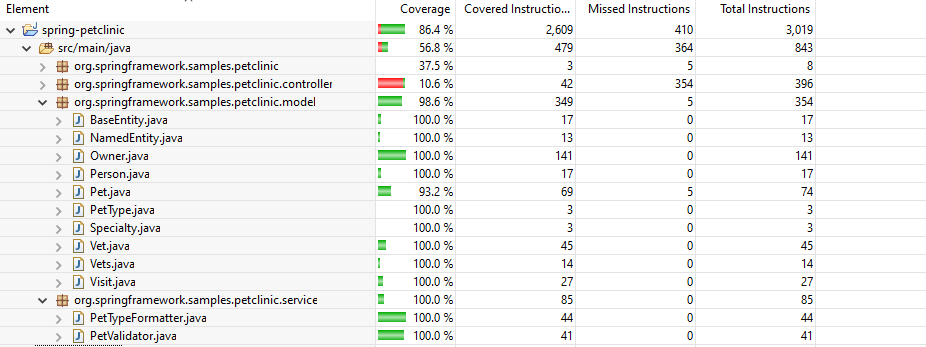 Element Coverage Covered Instructio... Missed Instructions Total Instructions
spring-petclinic 86.4 % 2,609 410 3,019
src/main/java 56.8 % 479 364 843
org.springframework.samples.petclinic 37.5 % 3 5 8
org.springframework.samples.petclinic.controller 10.6 % 42 354 396
org.springframework.samples.petclinic.model 98.6 % 349 5 354
BaseEntity.java 100.0 % 17 0 17
NamedEntity.java 100.0 % 13 0 13
Owner.java 100.0 % 141 0 141
Person.java 100.0 % 17 0 17
Pet.java 93.2 % 69 5 74
PetType.java 100.0 % 3 0 3
Specialty.java 100.0 % 3 0 3
Vet.java 100.0 % 45 0 45
Vets.java 100.0 % 14 0 14
Visit.java 100.0 % 27 0 27
org.springframework.samples.petclinic.service 100.0 % 85 0 85
PetTypeFormatter.java 100.0 % 44 0 44
PetValidator.java 100.0 % 41 0 41